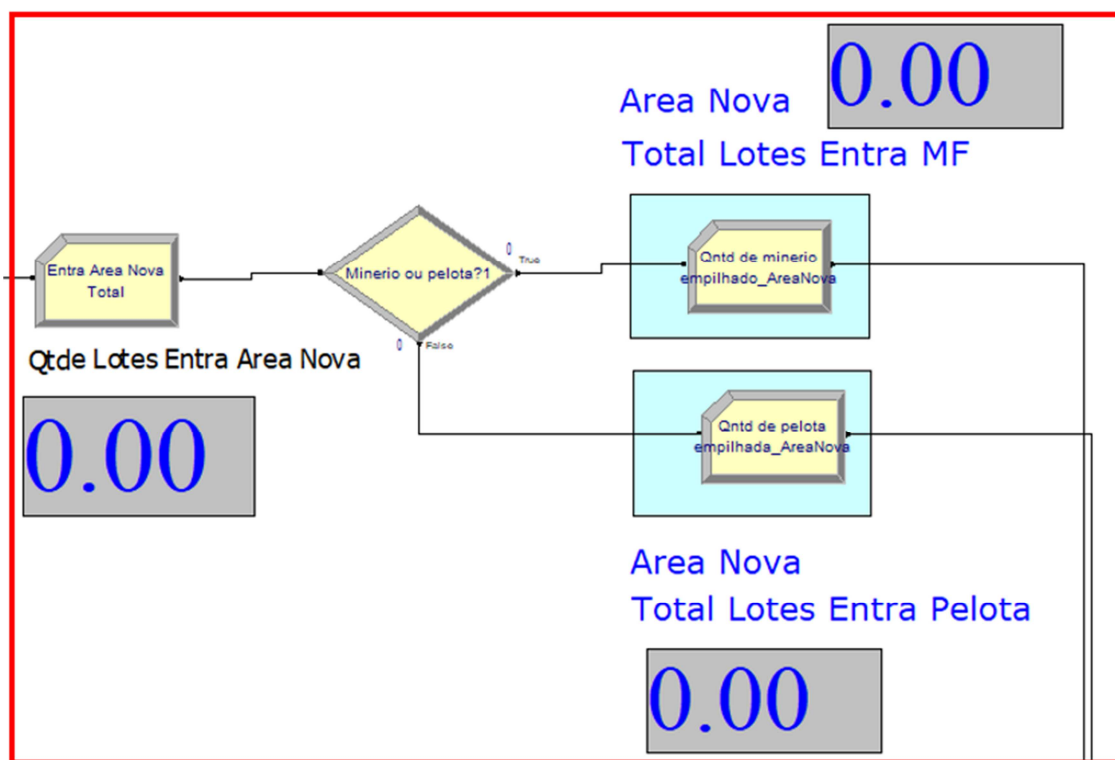 0.00
Area Nova
Total Lotes Entra MF
Entra Area Nova
Total
Minerio ou pelota?1
0
True
Qntd de minerio
empilhado_AreaNova
0
False
Qtde Lotes Entra Area Nova
0.00
Qntd de pelota
empilhada_AreaNova
Area Nova
Total Lotes Entra Pelota
0.00